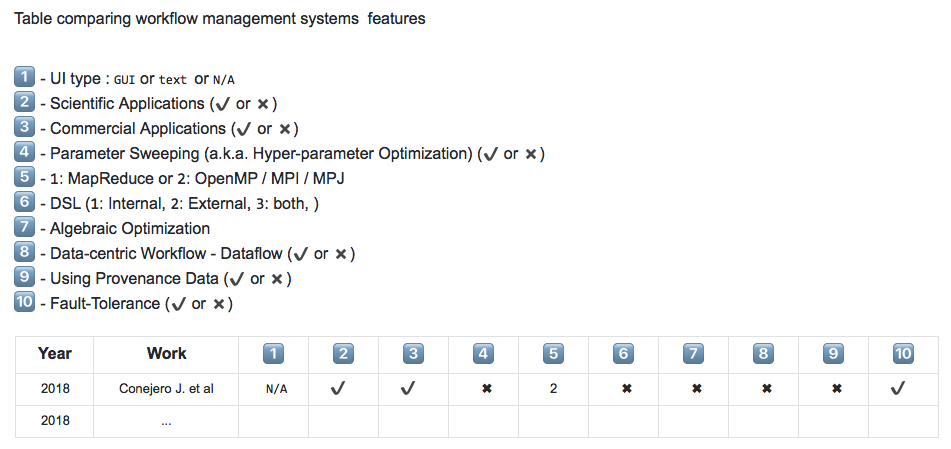 Table comparing workflow management systems features
1 - UI type : GUI or text or N/A
2 - Scientific Applications (✔ or ✖)
3 - Commercial Applications (✔ or ✖)
4 - Parameter Sweeping (a.k.a. Hyper-parameter Optimization) (✔ or ✖)
5 - 1: MapReduce or 2: OpenMP / MPI / MPJ
6 - DSL (1: Internal, 2: External, 3: both, )
7 - Algebraic Optimization
8 - Data-centric Workflow - Dataflow (✔ or ✖)
9 - Using Provenance Data (✔ or ✖)
10 - Fault-Tolerance (✔ or ✖)
Year Work 1 2 3 4 5 6 7 8 9 10
2018 Conejero J. et al N/A ✔ ✔ ✖ 2 ✖ ✖ ✖ ✖ ✔
2018 ...